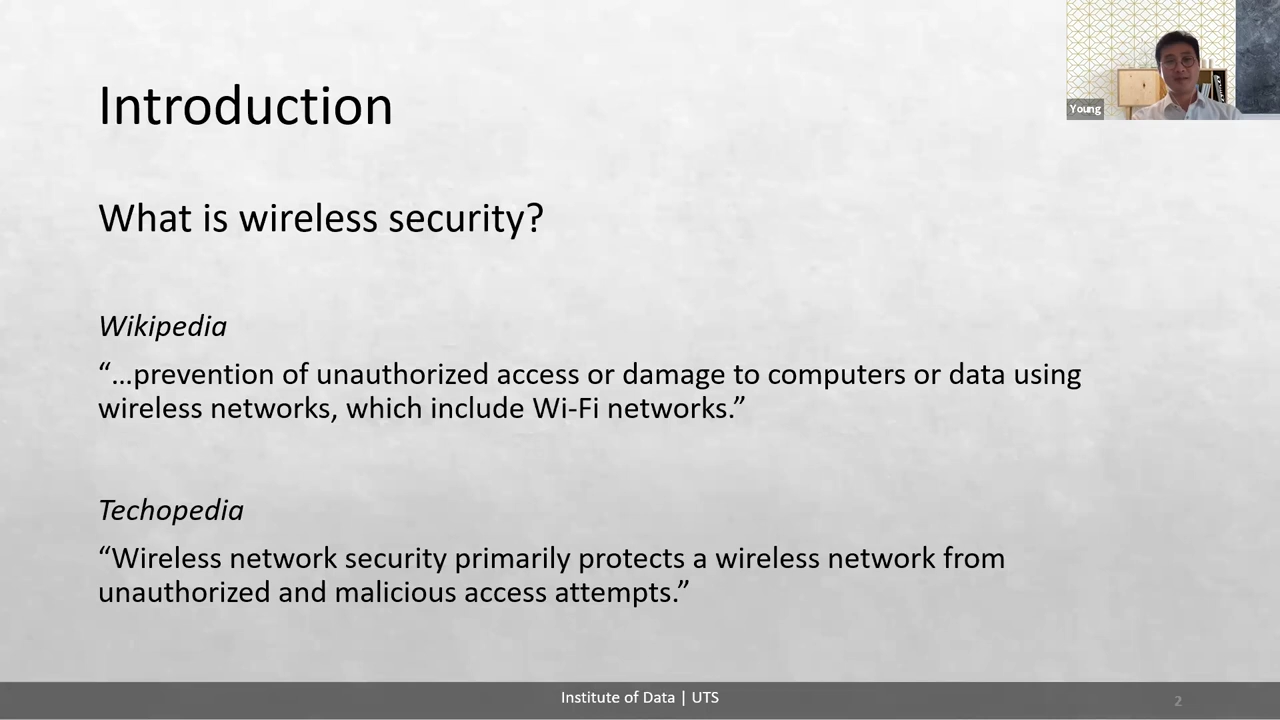 Introduction
Young
What is wireless security?
Wikipedia
“…prevention of unauthorized access or damage to computers or data using
wireless networks, which include Wi-Fi networks.”
Techopedia
“Wireless network security primarily protects a wireless network from
unauthorized and malicious access attempts.”
Institute of Data | UTS
2